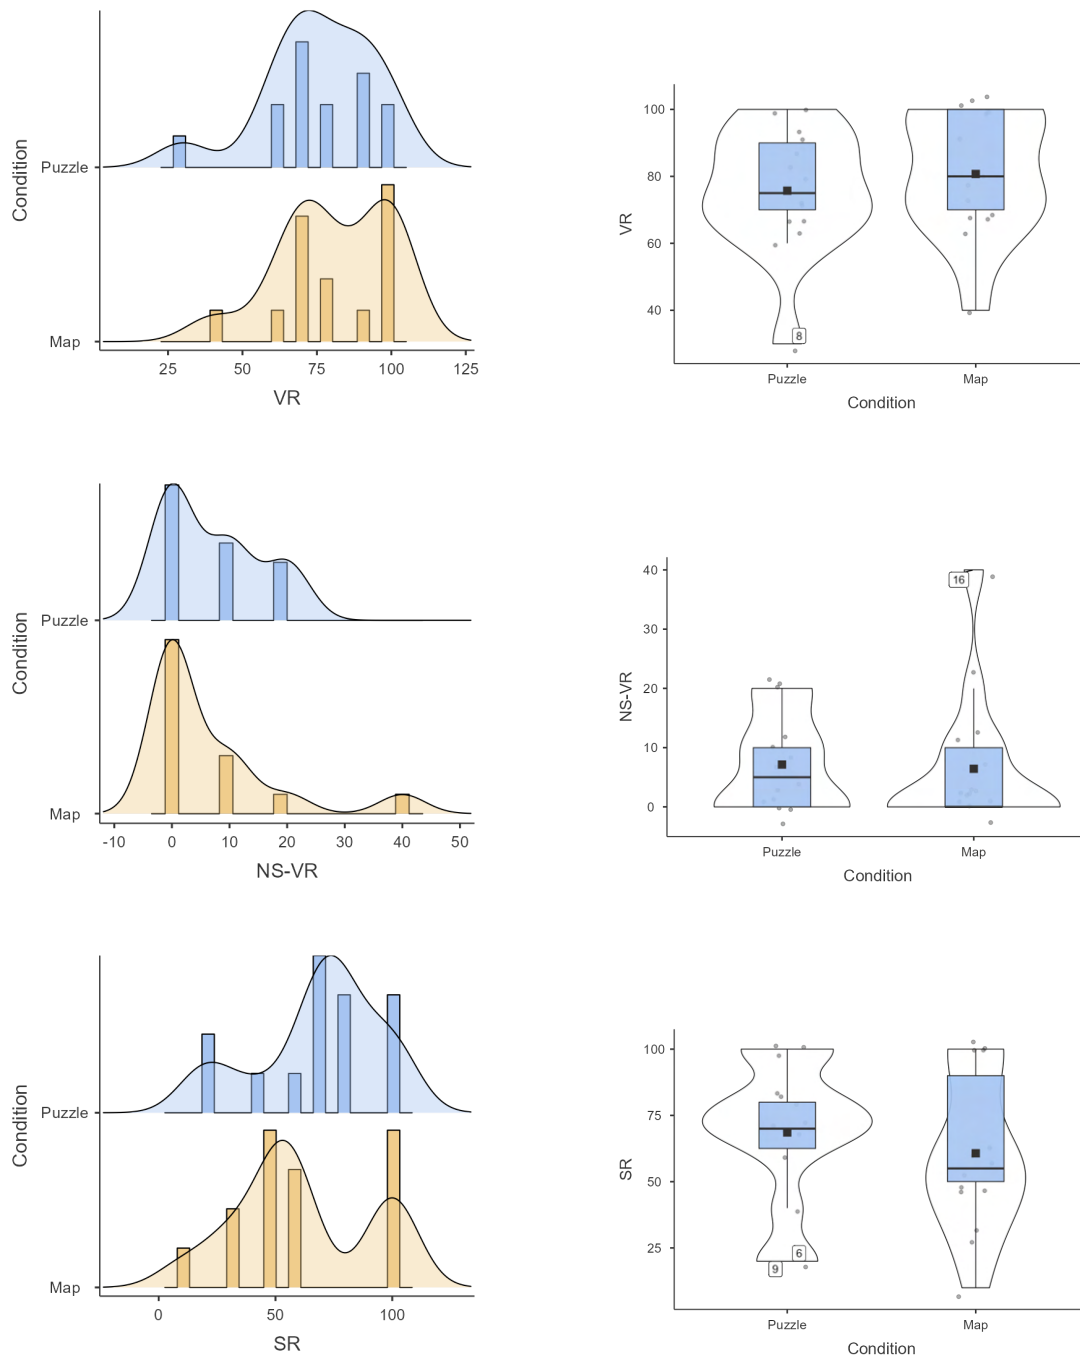 Condition
Puzzle
Map
25 50 75 100 125
VR
VR
100
80
60
40
8
Puzzle Map
Condition
Condition
Puzzle
Map
-10 0 10 20 30 40 50
NS-VR
NS-VR
40
30
20
10
0
16
Puzzle Map
Condition
Condition
Puzzle
Map
0 50 100
SR
SR
100
75
50
25
6
9
Puzzle Map
Condition